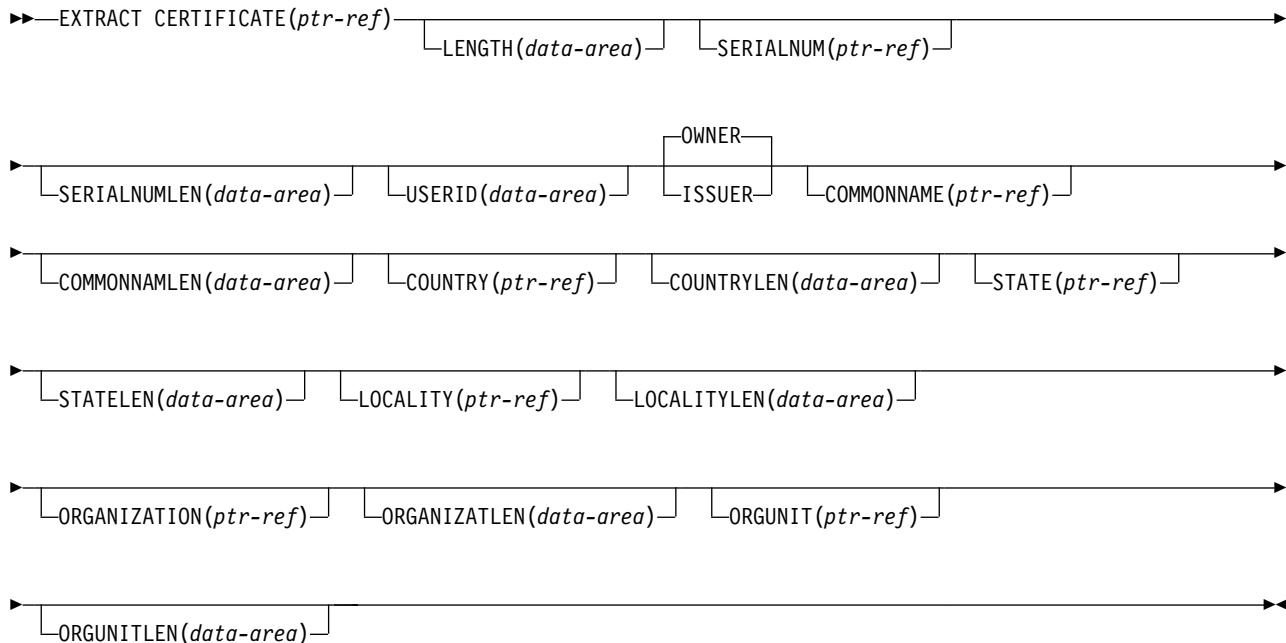 EXTRACT CERTIFICATE(ptr-ref)
LENGTH(data-area) SERIALNUM(ptr-ref)
OWNER
SERIALNUMLEN(data-area) USERID(data-area) ISSUER COMMONNAME(ptr-ref)
COMMONNAMLEN(data-area) COUNTRY(ptr-ref) COUNTRYLEN(data-area) STATE(ptr-ref)
STATELEN(data-area) LOCALITY(ptr-ref) LOCALITYLEN(data-area)
ORGANIZATION(ptr-ref) ORGANIZATLEN(data-area) ORGUNIT(ptr-ref)
ORGUNITLEN(data-area)